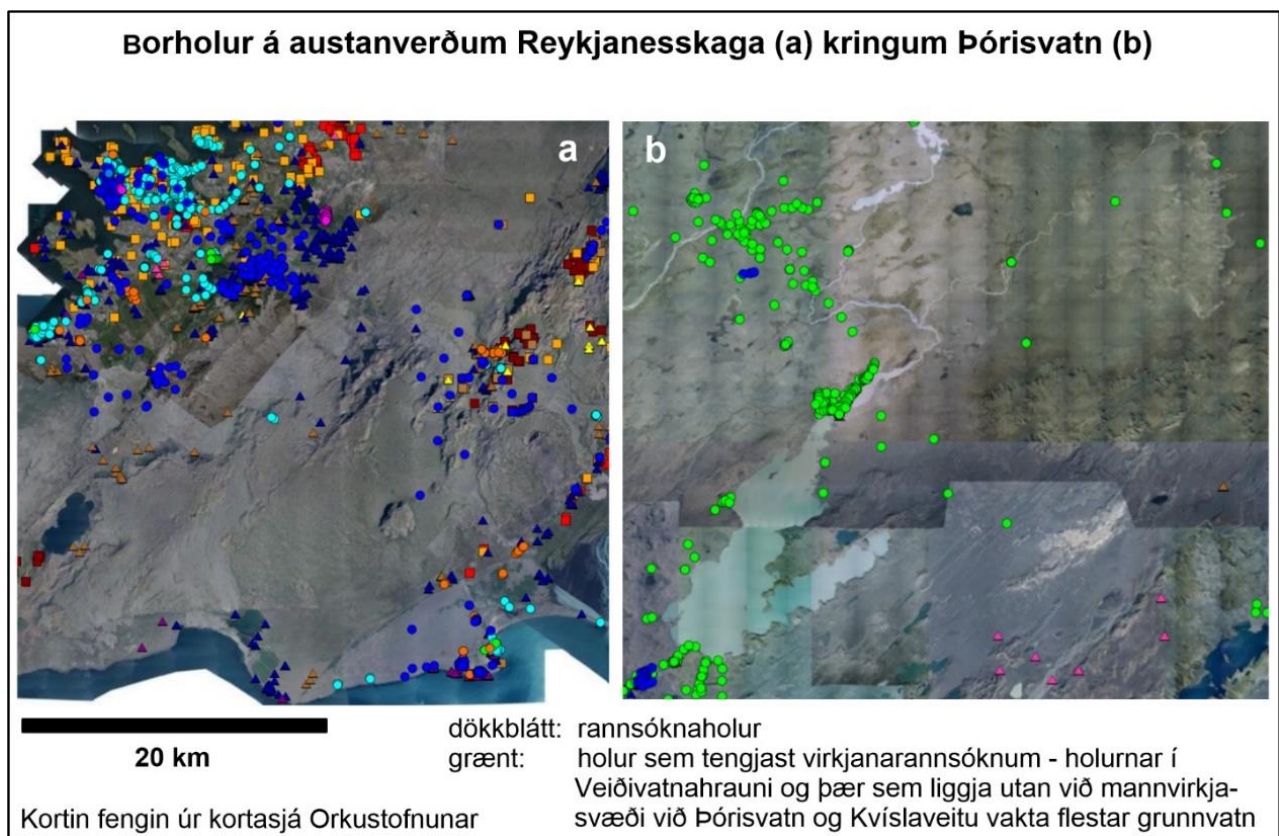 Borholur á austanverðum Reykjanesskaga (a) kringum Þórisvatn (b)
a
b
20 km
dökkblátt: rannsóknaholur
grænt: holur sem tengjast virkjanarannsóknum - holurnar í
Veiðivatnahrauni og þær sem liggja utan við mannvirkja-
svæði við Þórisvatn og Kvíslaveitu vakta flestar grunnvatn
Kortin fengin úr kortasjá Orkustofnunar